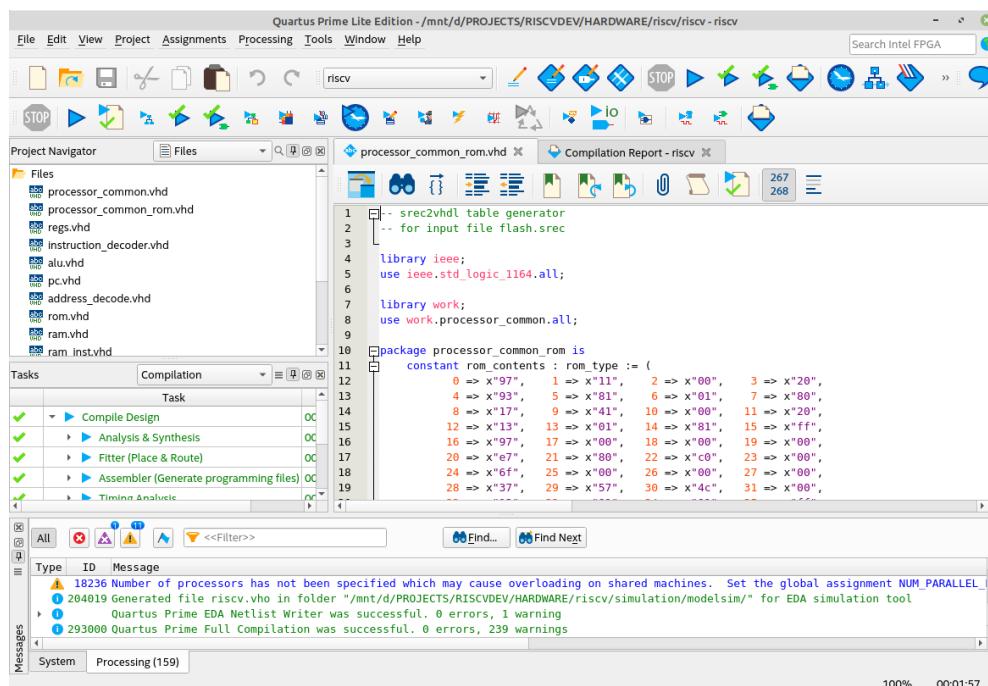 Quartus Prime Lite Edition - /mnt/d/PROJECTS/RISCVDEV/HARDWARE/riscv/riscv - riscv
File Edit View Project Assignments Processing Tools Window Help
Search Intel FPGA
STOP riscv STOP »
STOP io
Project Navigator Files
processor_common_rom.vhd Compilation Report - riscv
Files
processor_common.vhd
processor_common_rom.vhd
regs.vhd
instruction_decoder.vhd
alu.vhd
pc.vhd
address_decode.vhd
rom.vhd
ram.vhd
ram_inst.vhd
Tasks Compilation
Task
Compile Design 00
Analysis & Synthesis 00
Fitter (Place & Route) 00
Assembler (Generate programming files) 00
Timing Analysis
267
268
1 -- srec2vhdl table generator
2 -- for input file flash.srec
3
4 library ieee;
5 use ieee.std_logic_1164.all;
6
7 library work;
8 use work.processor_common.all;
9
10 package processor_common_rom is
11 constant rom_contents : rom_type := (
12 0 => x"97", 1 => x"11", 2 => x"00", 3 => x"20",
13 4 => x"93", 5 => x"81", 6 => x"01", 7 => x"80",
14 8 => x"17", 9 => x"41", 10 => x"00", 11 => x"20",
15 12 => x"13", 13 => x"01", 14 => x"81", 15 => x"ff",
16 16 => x"97", 17 => x"00", 18 => x"00", 19 => x"00",
17 20 => x"e7", 21 => x"80", 22 => x"c0", 23 => x"00",
18 24 => x"6f", 25 => x"00", 26 => x"00", 27 => x"00",
19 28 => x"37", 29 => x"57", 30 => x"4c", 31 => x"00",
All 1 11 <<Filter>> Find... Find Next
Type ID Message
18236 Number of processors has not been specified which may cause overloading on shared machines. Set the global assignment NUM_PARALLEL_
204019 Generated file riscv.vho in folder "/mnt/d/PROJECTS/RISCVDEV/HARDWARE/riscv/simulation/modelsim/" for EDA simulation tool
Quartus Prime EDA Netlist Writer was successful. 0 errors, 1 warning
293000 Quartus Prime Full Compilation was successful. 0 errors, 239 warnings
Messages
System Processing (159)
100% 00:01:57